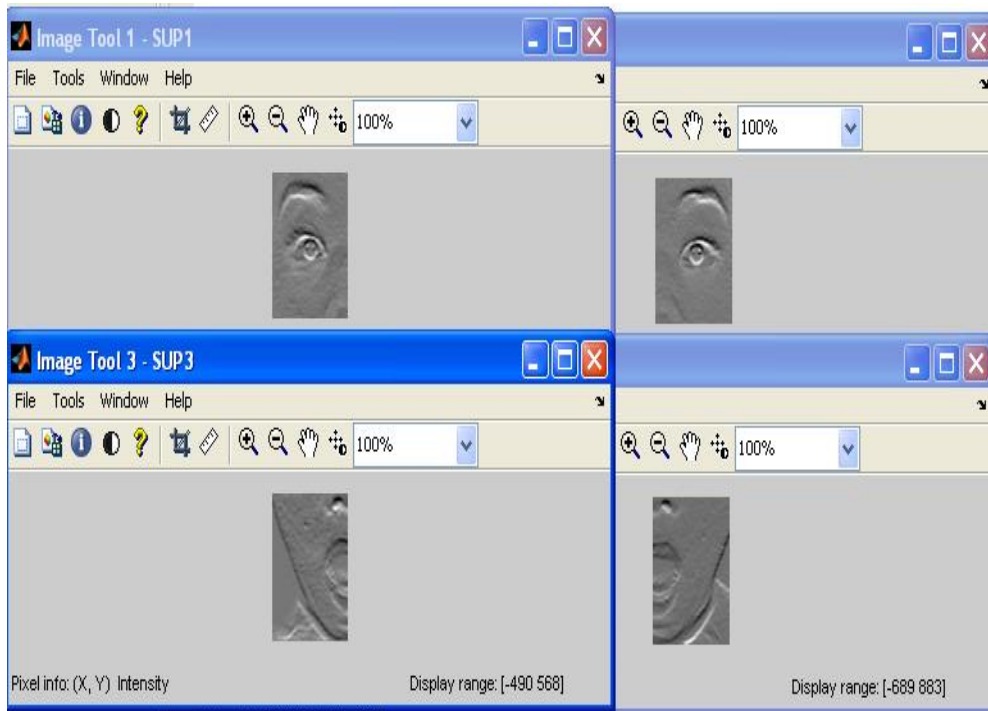 Image Tool 1 - SUP1
File Tools Window Help
100%
100%
Image Tool 3 - SUP3
File Tools Window Help
100%
100%
Pixel info: (X, Y) Intensity
Display range: [-490 568]
Display range: [-689 883]